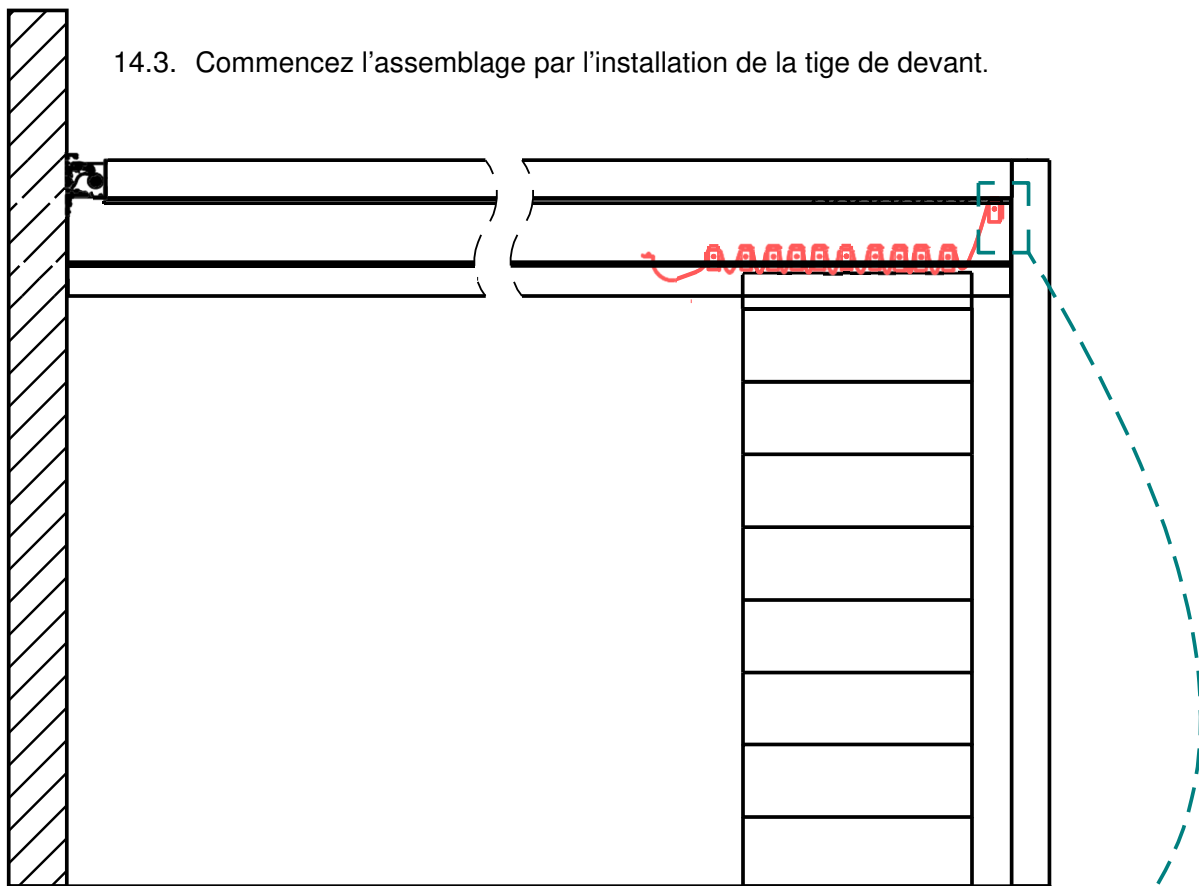 14.3. Commencez l’assemblage par l’installation de la tige de devant.